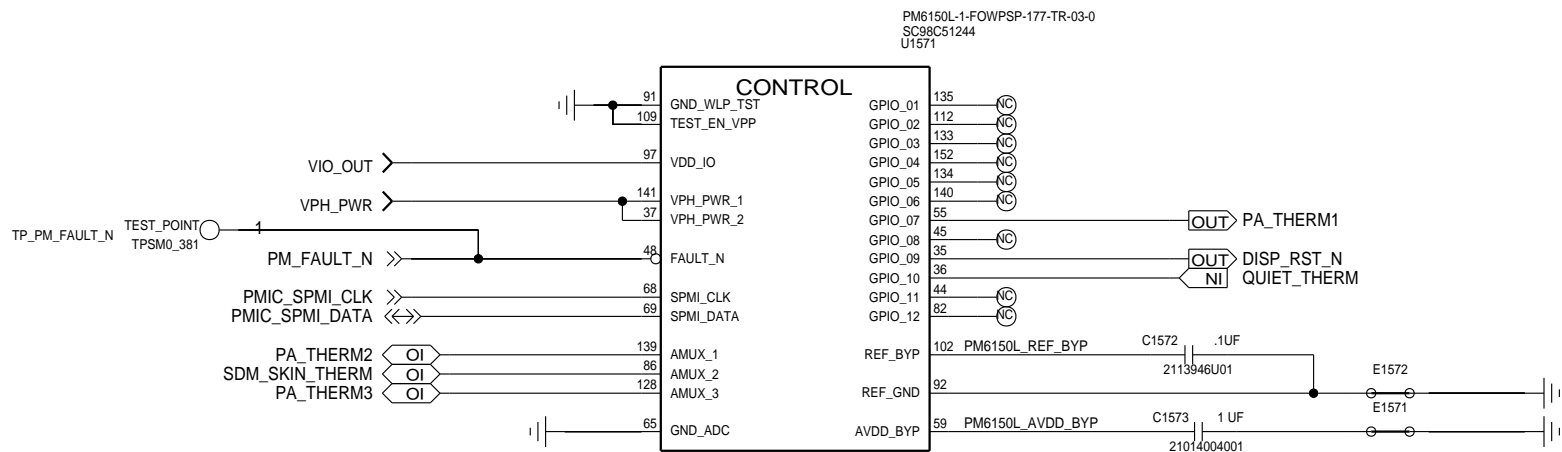 PM6150L-1-FOWPSP-177-TR-03-0
SC98C51244
U1571
CONTROL
91 GND_WLP_TST
109 TEST_EN_VPP
VIO_OUT 97 VDD_IO
VPH_PWR 141 VPH_PWR_1
37 VPH_PWR_2
TP_PM_FAULT_N TEST_POINT 1
TPSM0_381
PM_FAULT_N 48 FAULT_N
PMIC_SPMI_CLK 68 SPMI_CLK
PMIC_SPMI_DATA 69 SPMI_DATA
PA_THERM2 OI 139 AMUX_1
SDM_SKIN_THERM OI 86 AMUX_2
PA_THERM3 OI 128 AMUX_3
65 GND_ADC
GPIO_01 135 NC
GPIO_02 112 NC
GPIO_03 133 NC
GPIO_04 152 NC
GPIO_05 134 NC
GPIO_06 140 NC
GPIO_07 55 OUT PA_THERM1
GPIO_08 45 NC
GPIO_09 35 OUT DISP_RST_N
GPIO_10 36 NI QUIET_THERM
GPIO_11 44 NC
GPIO_12 82 NC
REF_BYP 102 PM6150L_REF_BYP C1572 .1UF
2113946U01
REF_GND 92 E1572
E1571
AVDD_BYP 59 PM6150L_AVDD_BYP C1573 1 UF
21014004001